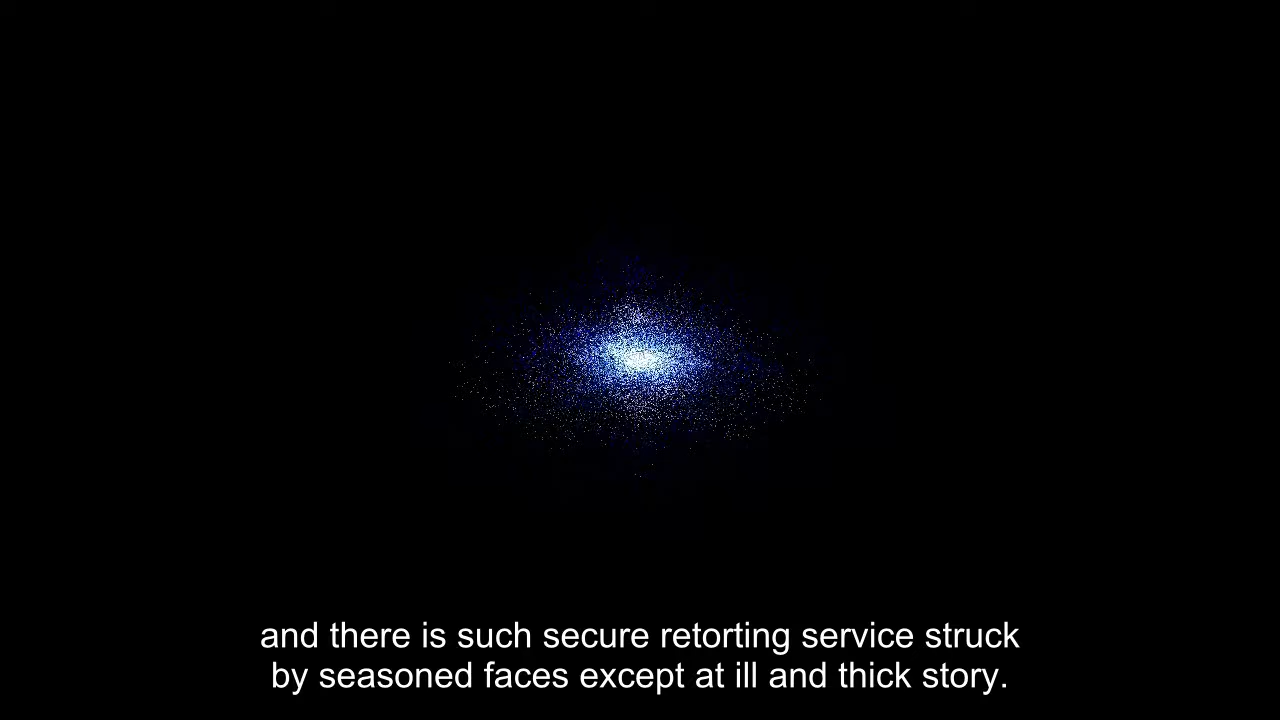 and there is such secure retorting service struck
by seasoned faces except at ill and thick story.